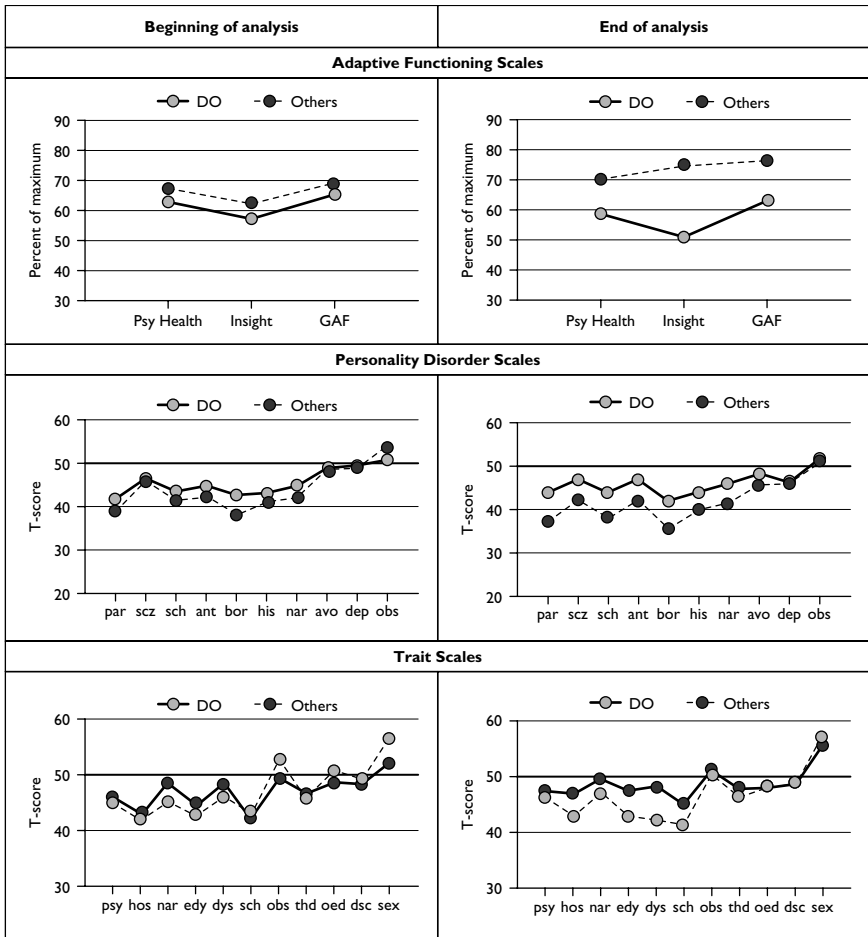 Beginning of analysis
End of analysis
Adaptive Functioning Scales
DO Others
90
80
70
60
50
40
30
Percent of maximum
Psy Health Insight GAF
DO Others
90
80
70
60
50
40
30
Percent of maximum
Psy Health Insight GAF
Personality Disorder Scales
DO Others
60
50
40
30
20
T-score
par scz sch ant bor his nar avo dep obs
DO Others
60
50
40
30
20
T-score
par scz sch ant bor his nar avo dep obs
Trait Scales
DO Others
60
50
40
30
T-score
psy hos nar edy dys sch obs thd oed dsc sex
DO Others
60
50
40
30
T-score
psy hos nar edy dys sch obs thd oed dsc sex